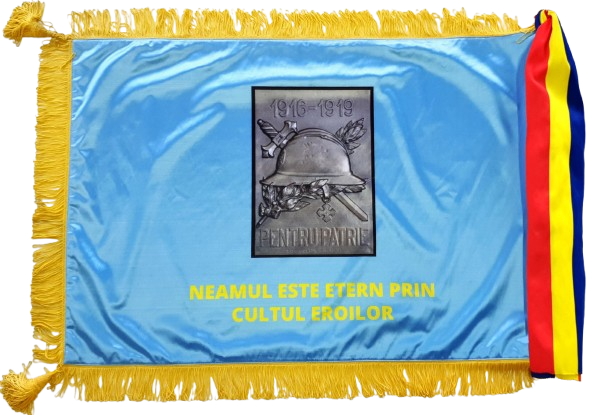 1916-1919
PENTRU PATRIE
NEAMUL ESTE ETERN PRIN
CULTUL EROILOR